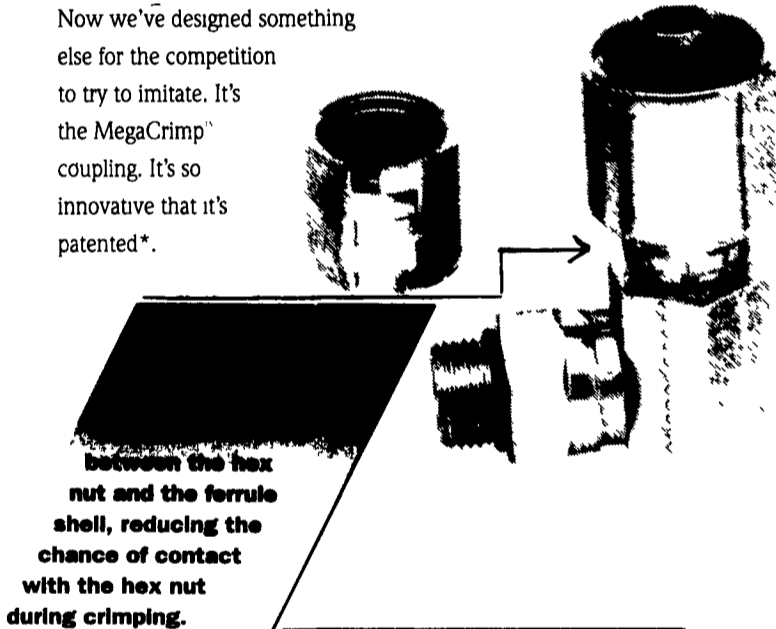 Now we've designed something
else for the competition
to try to imitate. It's
the MegaCrimp"
coupling. It's so
innovative that it's
patented*.
between the hex
nut and the ferrule
shell, reducing the
chance of contact
with the hex nut
during crimping.